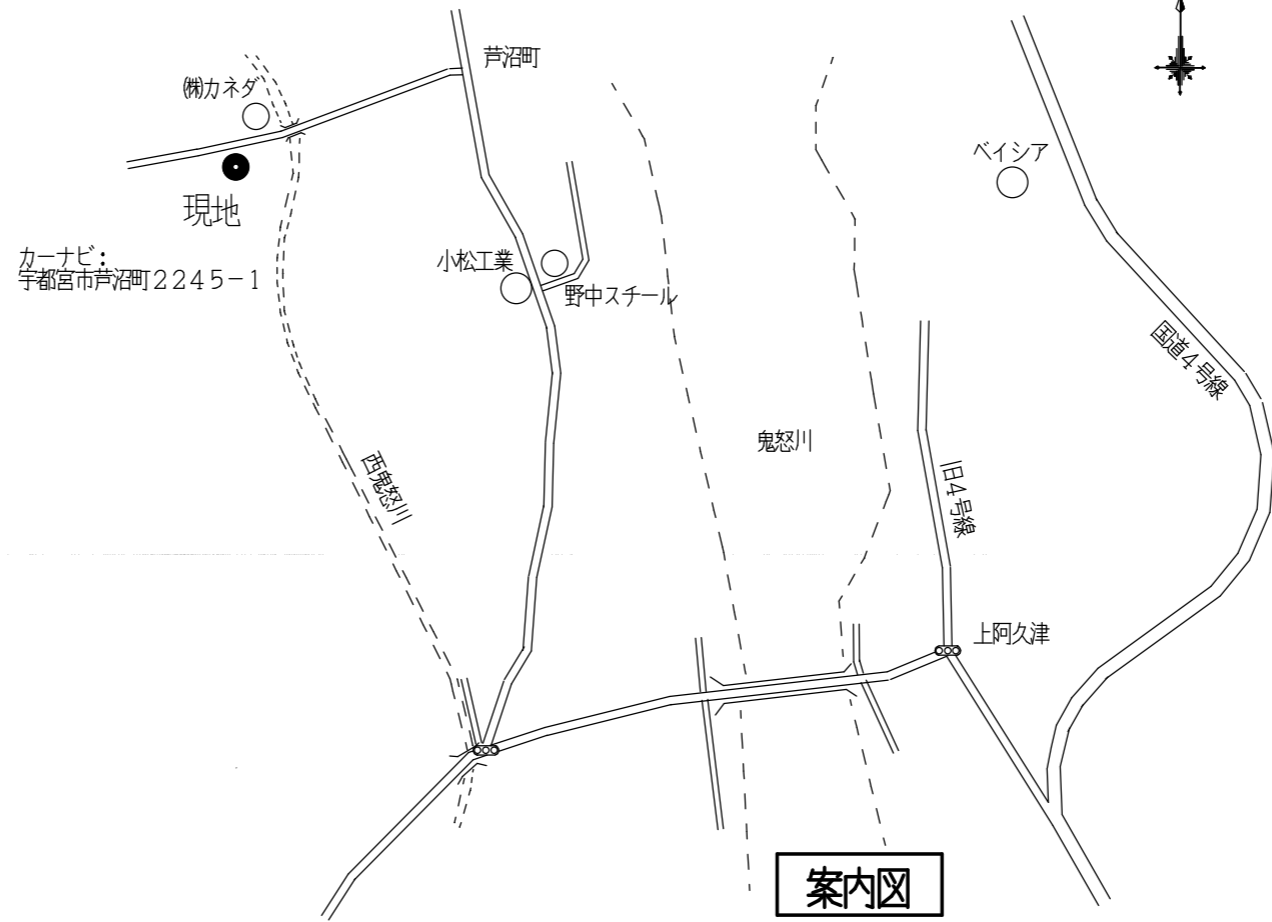 芦沼町
㈱カネダ
ベイシア
現地
カーナビ：
宇都宮市芦沼町2245-1
小松工業
野中スチール
国道4号線
鬼怒川
西鬼怒川
旧4号線
上阿久津
案内図